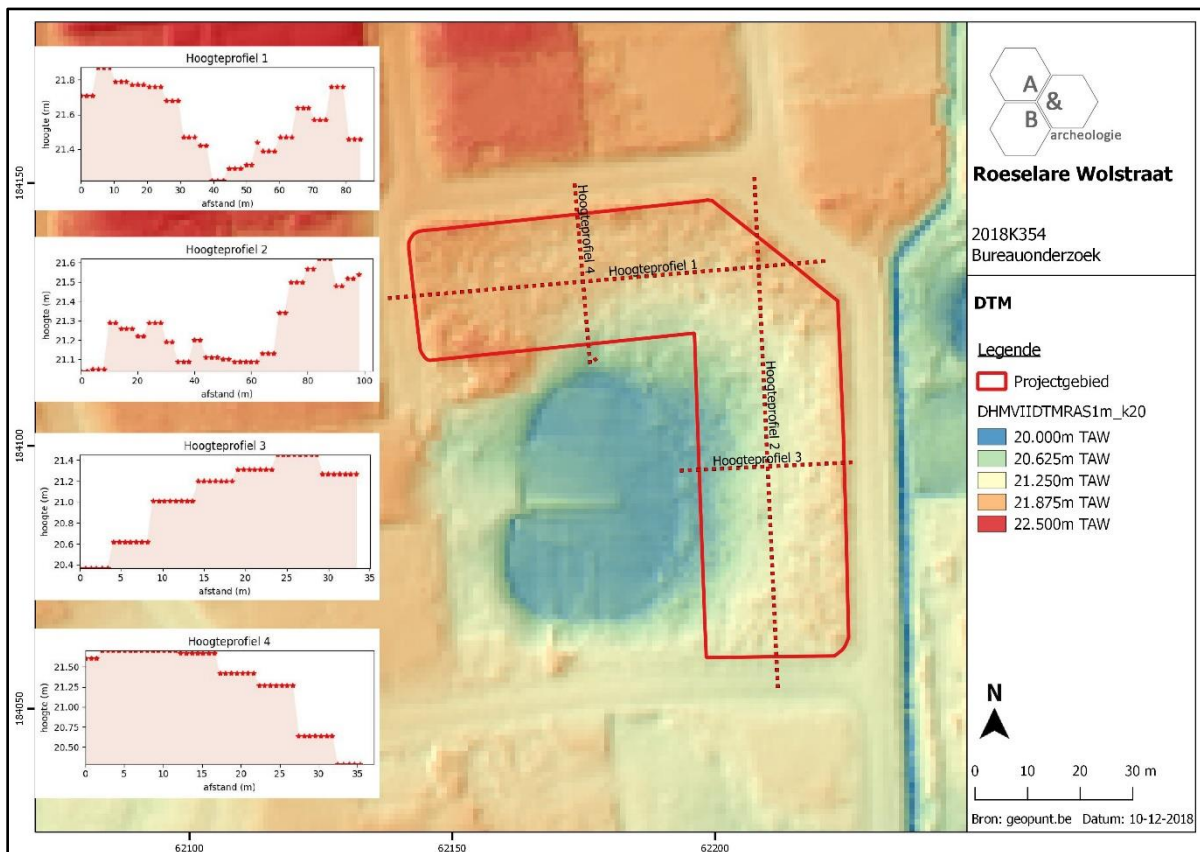 Hoogteprofiel 1
21.8
21.6
21.4
hoogte (m)
0 10 20 30 40 50 60 70 80
afstand (m)
Hoogteprofiel 2
21.6
21.5
21.4
21.3
21.2
21.1
hoogte (m)
0 20 40 60 80 100
afstand (m)
Hoogteprofiel 3
21.4
21.2
21.0
20.8
20.6
20.4
hoogte (m)
0 5 10 15 20 25 30 35
afstand (m)
Hoogteprofiel 4
21.50
21.25
21.00
20.75
20.50
hoogte (m)
0 5 10 15 20 25 30 35
afstand (m)
184150
184100
184050
62100 62150 62200
Hoogteprofiel 4
Hoogteprofiel 1
Hoogteprofiel 2
Hoogteprofiel 3
A
&
B
archeologie
Roeselare Wolstraat
2018K354
Bureauonderzoek
DTM
Legende
Projectgebied
DHMVIIDTMRAS1m_k20
20.000m TAW
20.625m TAW
21.250m TAW
21.875m TAW
22.500m TAW
N
0 10 20 30 m
Bron: geopunt.be Datum: 10-12-2018